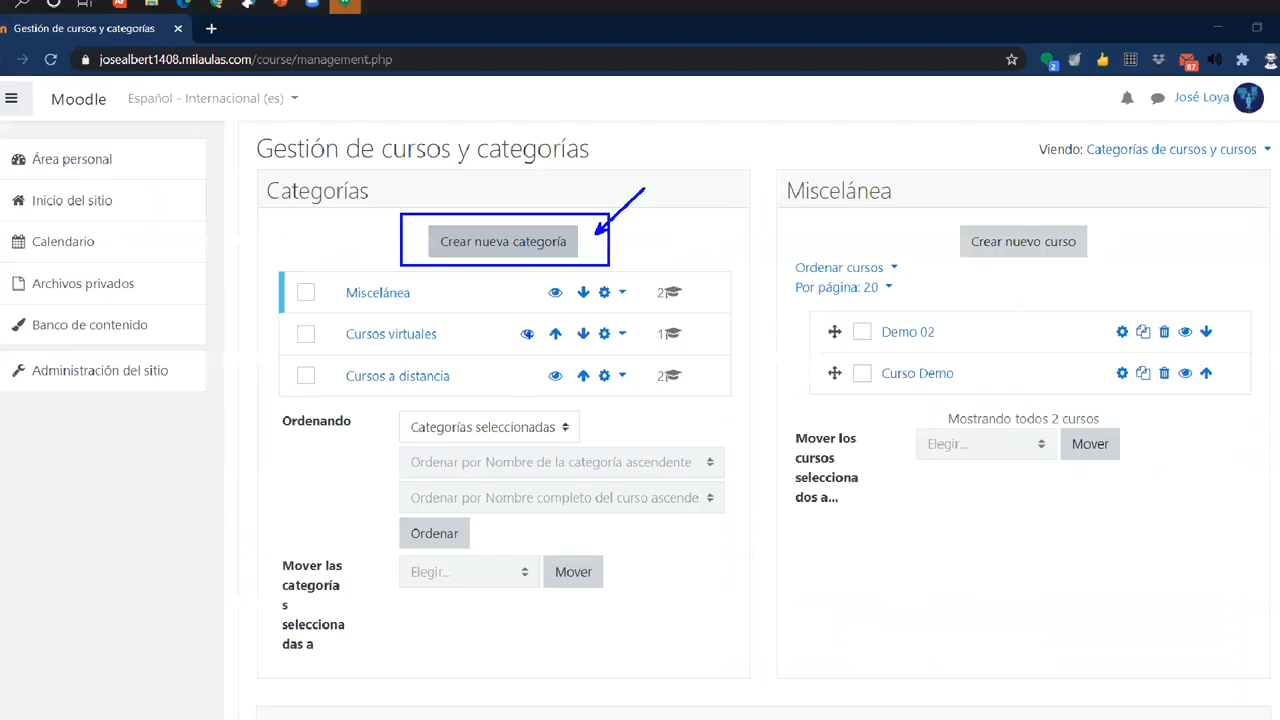 Gestión de cursos y categorías
josealbert1408.milaulas.com/course/management.php
2
87
Moodle
Español - Internacional (es)
José Loya
Área personal
Inicio del sitio
Calendario
Archivos privados
Banco de contenido
Administración del sitio
Gestión de cursos y categorías
Viendo: Categorías de cursos y cursos
Categorías
Crear nueva categoría
Miscelánea
2
Cursos virtuales
1
Cursos a distancia
2
Ordenando
Categorías seleccionadas
Ordenar por Nombre de la categoría ascendente
Ordenar por Nombre completo del curso ascende
Ordenar
Mover las
categoría
s
selecciona
das a
Elegir...
Mover
Miscelánea
Crear nuevo curso
Ordenar cursos
Por página: 20
Demo 02
Curso Demo
Mostrando todos 2 cursos
Mover los
cursos
selecciona
dos a...
Elegir...
Mover